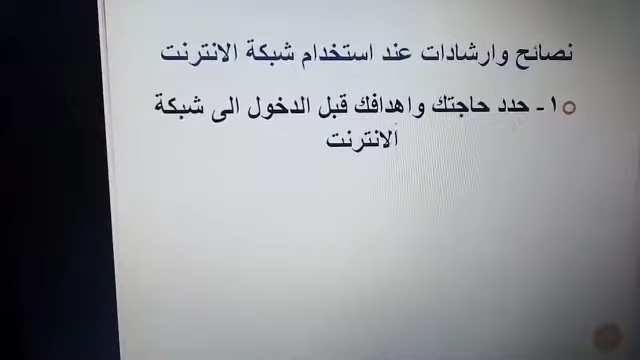 نصائح وارشادات عند استخدام شبكة الانترنت
١- حدد حاجتك واهدافك قبل الدخول الى شبكة
الانترنت